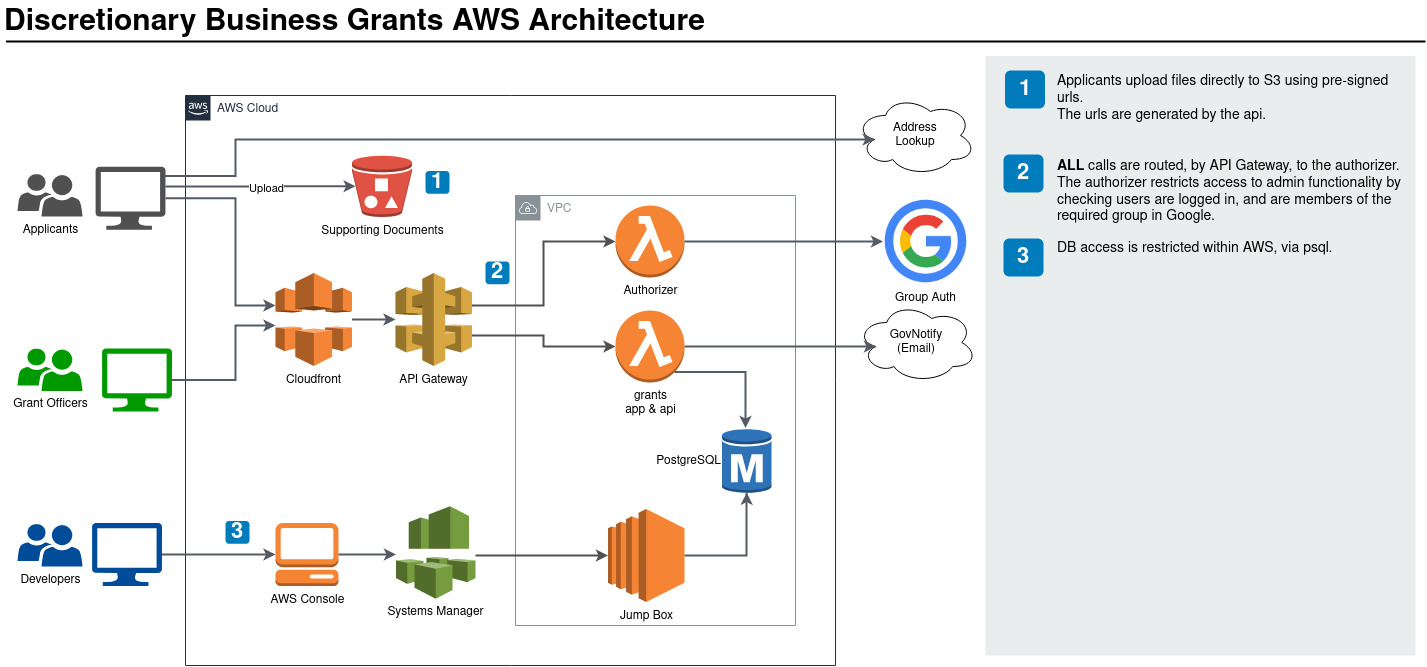 Discretionary Business Grants AWS Architecture
aws
AWS Cloud
Address
Lookup
Upload
1
Supporting Documents
Applicants
VPC
2
Authorizer
Group Auth
Cloudfront
API Gateway
grants
app & api
GovNotify
(Email)
Grant Officers
PostgreSQL
M
3
Developers
AWS Console
Systems Manager
Jump Box
1
Applicants upload files directly to S3 using pre-signed
urls.
The urls are generated by the api.
2
ALL calls are routed, by API Gateway, to the authorizer.
The authorizer restricts access to admin functionality by
checking users are logged in, and are members of the
required group in Google.
3
DB access is restricted within AWS, via psql.